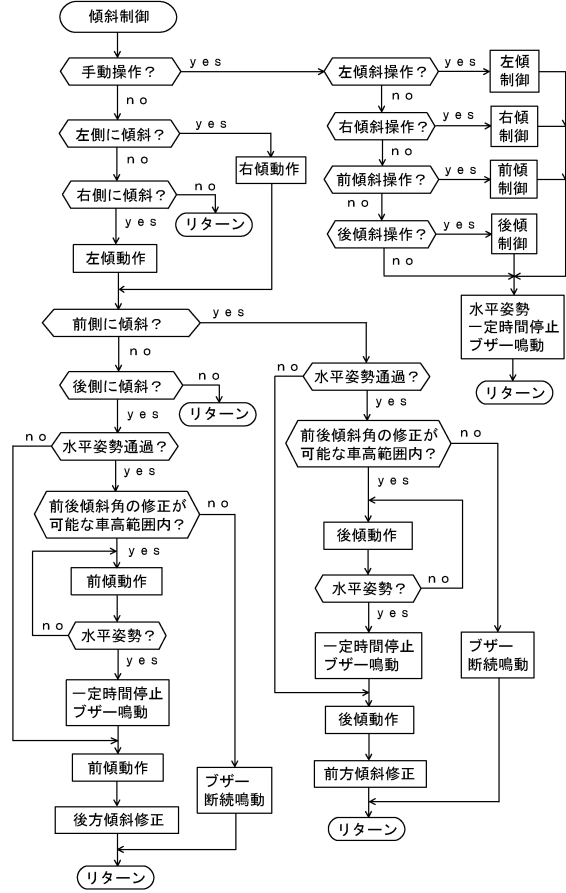 傾斜制御
手動操作？
yes
no
左傾斜操作？
yes
no
左傾
制御
左側に傾斜？
yes
no
右傾動作
右傾斜操作？
yes
no
右傾
制御
右側に傾斜？
no
yes
リターン
前傾斜操作？
yes
no
前傾
制御
左傾動作
後傾斜操作？
yes
no
後傾
制御
水平姿勢
一定時間停止
ブザー鳴動
リターン
前側に傾斜？
yes
no
後側に傾斜？
no
yes
リターン
水平姿勢通過？
no
yes
前後傾斜角の修正が
可能な車高範囲内？
no
yes
前傾動作
水平姿勢？
no
yes
一定時間停止
ブザー鳴動
前傾動作
後方傾斜修正
ブザー
断続鳴動
リターン
水平姿勢通過？
no
yes
前後傾斜角の修正が
可能な車高範囲内？
no
yes
後傾動作
水平姿勢？
no
yes
一定時間停止
ブザー鳴動
ブザー
断続鳴動
後傾動作
前方傾斜修正
リターン